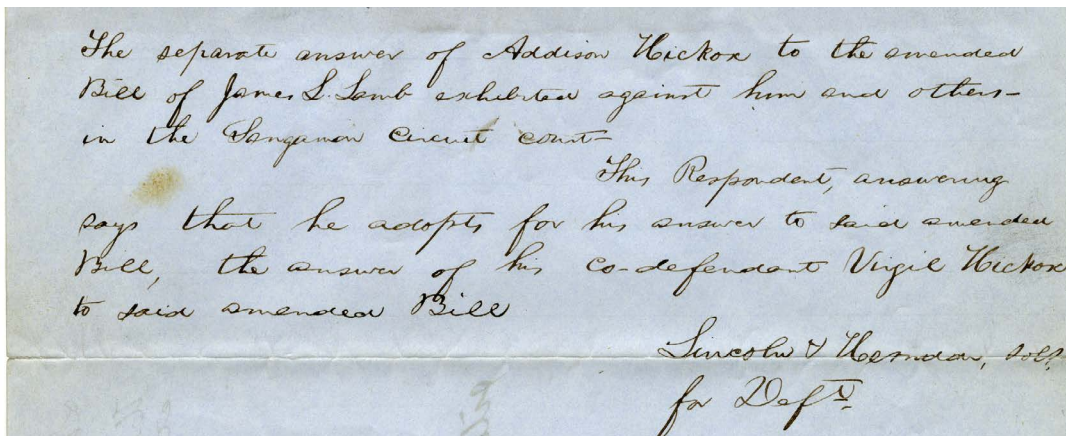 The separate answer of Addison Hickox to the amended
Bill of James L. Lamb exhibited against him and others—
in the Sangamon Circuit court—
This Respondent, answering
says that he adopts for his answer to said amended
Bill, the answer of his co-defendant Virgil Hickox
to said amended Bill
Lincoln & Herndon, sols.
for Defts.